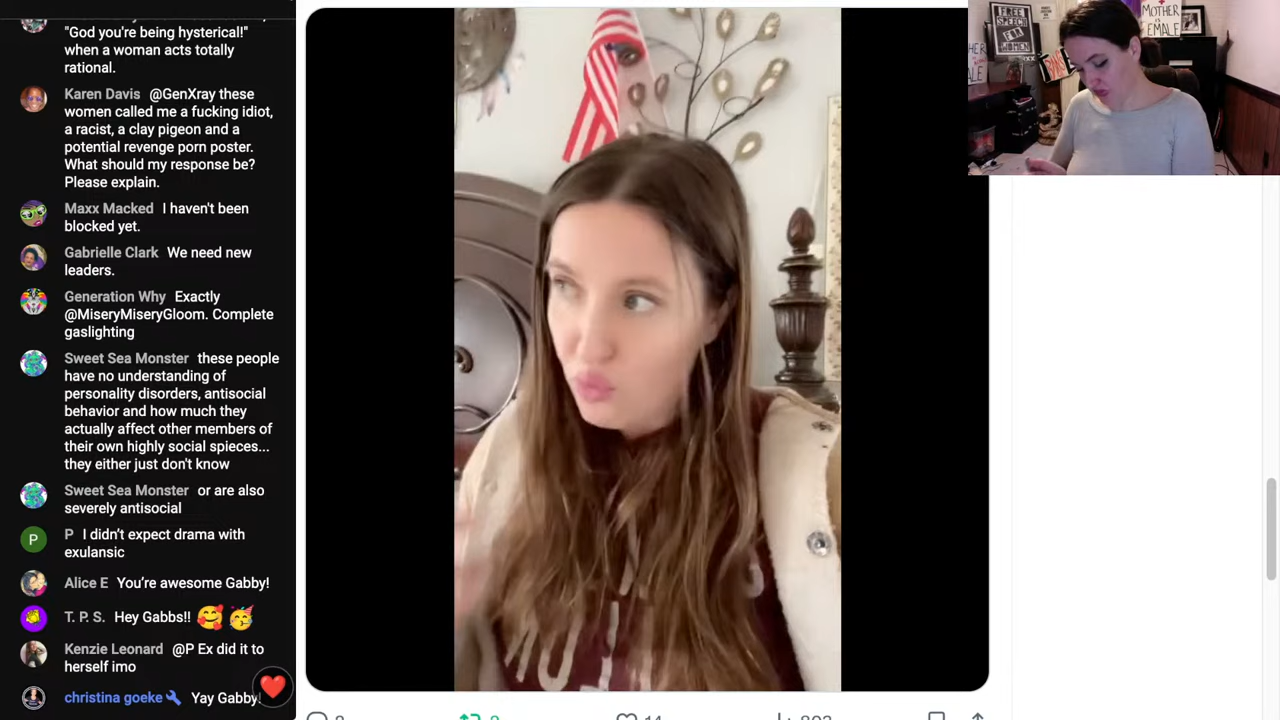 "God you're being hysterical!"
when a woman acts totally
rational.
Karen Davis @GenXray these
women called me a fucking idiot,
a racist, a clay pigeon and a
potential revenge porn poster.
What should my response be?
Please explain.
Maxx Macked I haven't been
blocked yet.
Gabrielle Clark We need new
leaders.
Generation Why Exactly
@MiseryMiseryGloom. Complete
gaslighting
Sweet Sea Monster these people
have no understanding of
personality disorders, antisocial
behavior and how much they
actually affect other members of
their own highly social spieces...
they either just don't know
Sweet Sea Monster or are also
severely antisocial
P P I didn't expect drama with
exulansic
Alice E You're awesome Gabby!
T. P. S. Hey Gabbs!! 🥰 🥳
Kenzie Leonard @P Ex did it to
herself imo
christina goeke Yay Gabby!
FREE
SPEECH
FOR
WOMEN
MOTHER
FEMALE